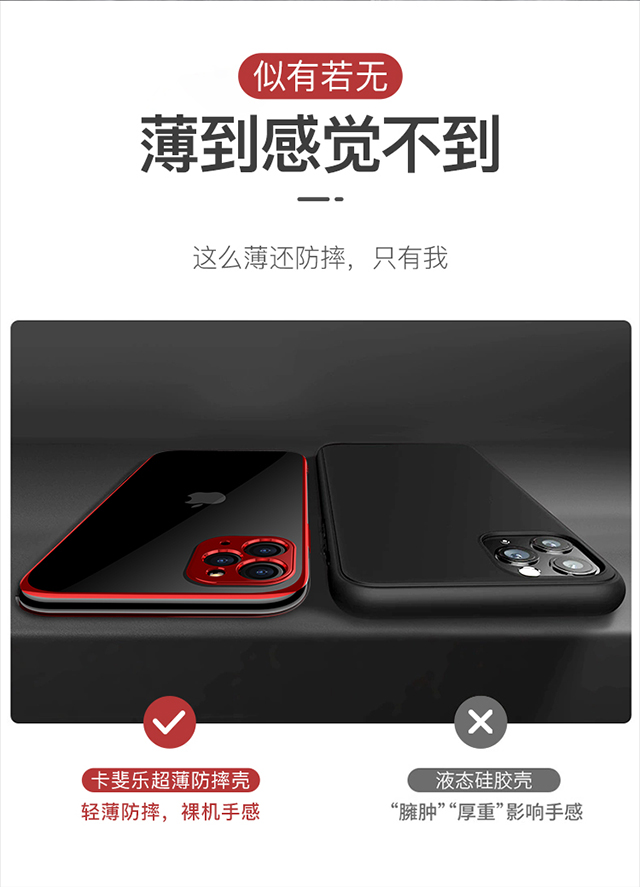 似有若无
薄到感觉不到
这么薄还防摔，只有我
卡斐乐超薄防摔壳
轻薄防摔，裸机手感
液态硅胶壳
“臃肿”“厚重”影响手感